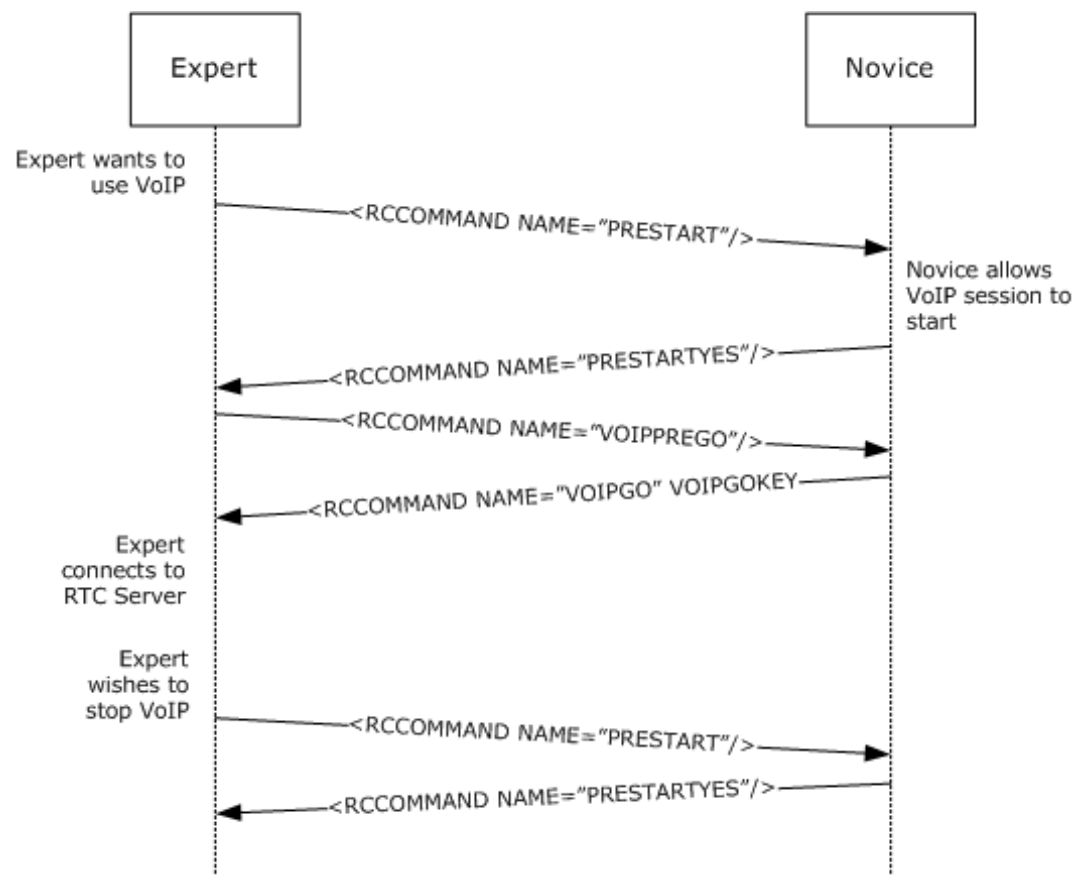 Expert
Novice
Expert wants to
use VoIP
<RCCOMMAND NAME=”PRESTART”/>
Novice allows
VoIP session to
start
<RCCOMMAND NAME=”PRESTARTYES”/>
<RCCOMMAND NAME=”VOIPPREGO”/>
<RCCOMMAND NAME=”VOIPGO” VOIPGOKEY
Expert
connects to
RTC Server
Expert
wishes to
stop VoIP
<RCCOMMAND NAME=”PRESTART”/>
<RCCOMMAND NAME=”PRESTARTYES”/>